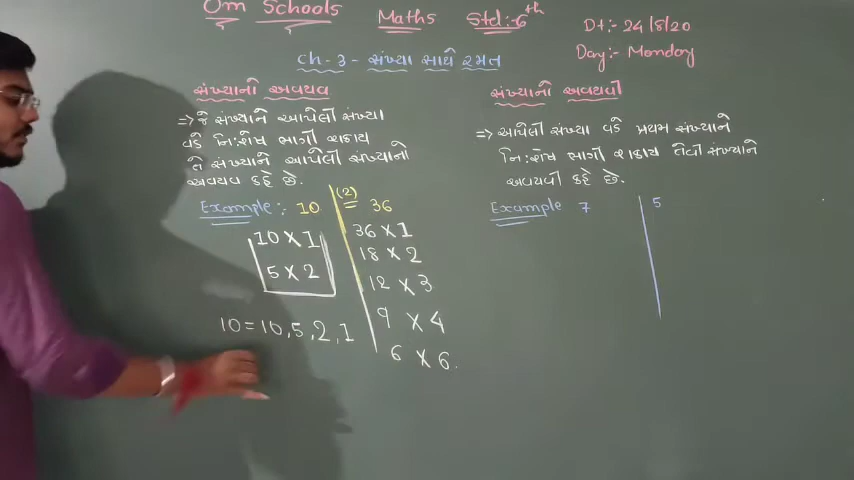 Om Schools Maths Std:-6th
Dt:- 24/8/20
Day:- Monday
Ch-3- સંખ્યા સાથે રમત
સંખ્યાનો અવયવ
⇒ જે સંખ્યાને આપેલી સંખ્યા
વડે નિ:શેષ ભાગી શકાય
તે સંખ્યાને આપેલી સંખ્યાનો
અવયવ કહે છે.
Example:- 10
10 X 1
5 X 2
10 = 10, 5, 2, 1
(2) 36
36 X 1
18 X 2
12 X 3
9 X 4
6 X 6.
સંખ્યાનો અવયવી
⇒ આપેલી સંખ્યા વડે પ્રથમ સંખ્યાને
નિ:શેષ ભાગી શકાય તેવી સંખ્યાને
અવયવી કહે છે.
Example 7
5